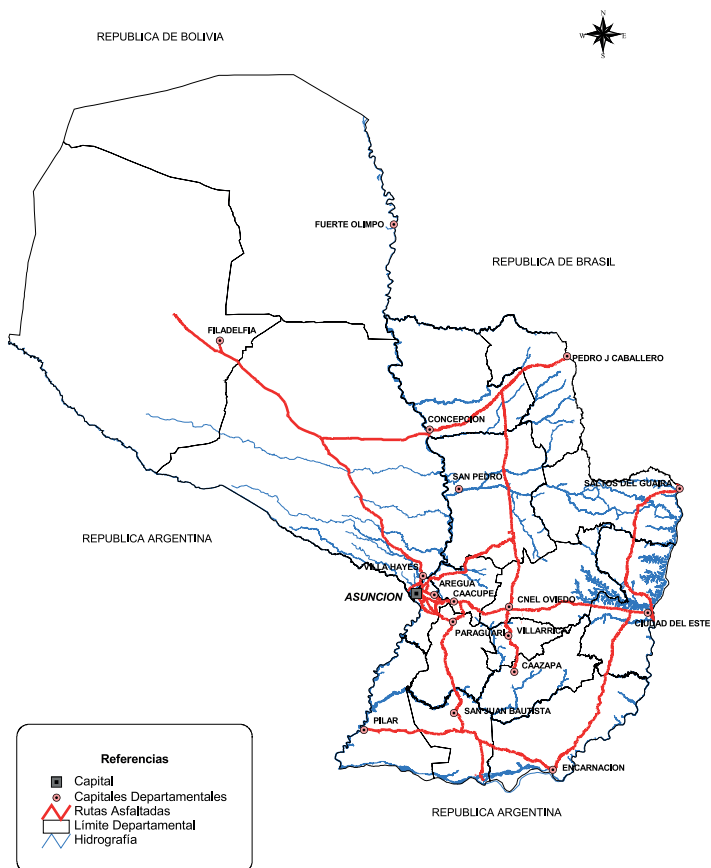 N
W
E
S
REPUBLICA DE BOLIVIA
FUERTE OLIMPO
REPUBLICA DE BRASIL
FILADELFIA
PEDRO J CABALLERO
CONCEPCION
SAN PEDRO
SALTOS DEL GUAIRA
REPUBLICA ARGENTINA
VILLA HAYES
AREGUA
ASUNCION
CAACUPE
CNEL OVIEDO
CIUDAD DEL ESTE
PARAGUARI
VILLARRICA
CAAZAPA
SAN JUAN BAUTISTA
PILAR
ENCARNACION
REPUBLICA ARGENTINA
Referencias
Capital
Capitales Departamentales
Rutas Asfaltadas
Límite Departamental
Hidrografía